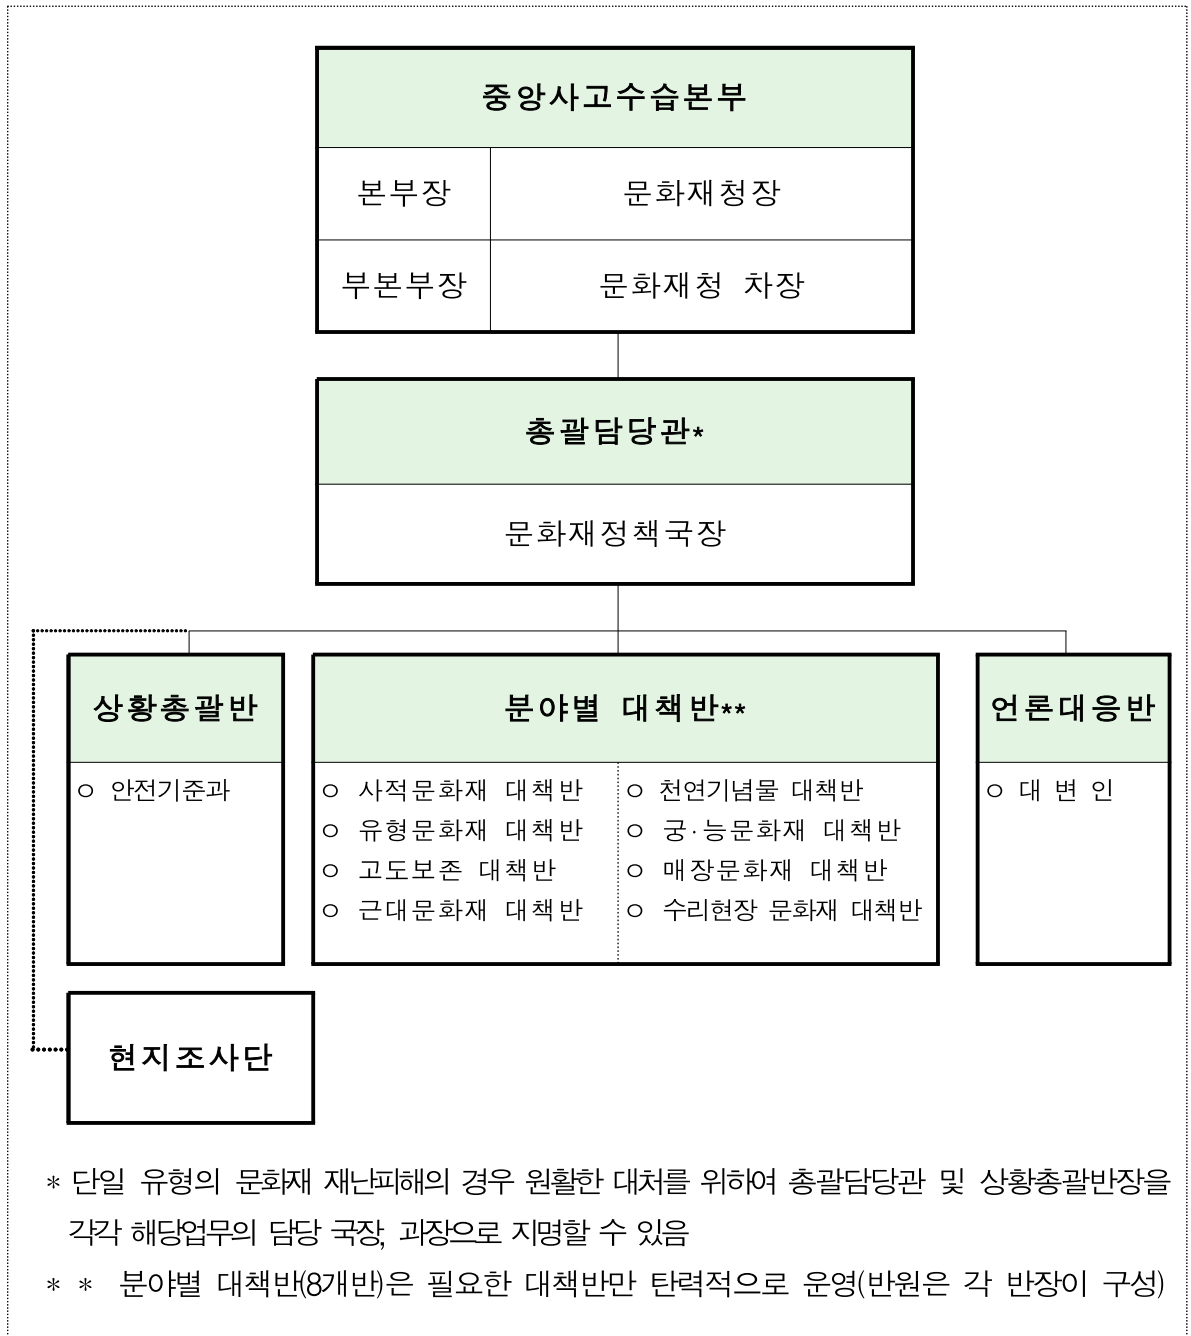 중앙사고수습본부
본부장 문화재청장
부본부장 문화재청 차장
총괄담당관*
문화재정책국장
상황총괄반
ㅇ 안전기준과
분야별 대책반**
ㅇ 사적문화재 대책반
ㅇ 유형문화재 대책반
ㅇ 고도보존 대책반
ㅇ 근대문화재 대책반
ㅇ 천연기념물 대책반
ㅇ 궁·능문화재 대책반
ㅇ 매장문화재 대책반
ㅇ 수리현장 문화재 대책반
언론대응반
ㅇ 대 변 인
현지조사단
* 단일 유형의 문화재 재난피해의 경우 원활한 대처를 위하여 총괄담당관 및 상황총괄반장을
각각 해당업무의 담당 국장, 과장으로 지명할 수 있음
* * 분야별 대책반(8개반)은 필요한 대책반만 탄력적으로 운영(반원은 각 반장이 구성)